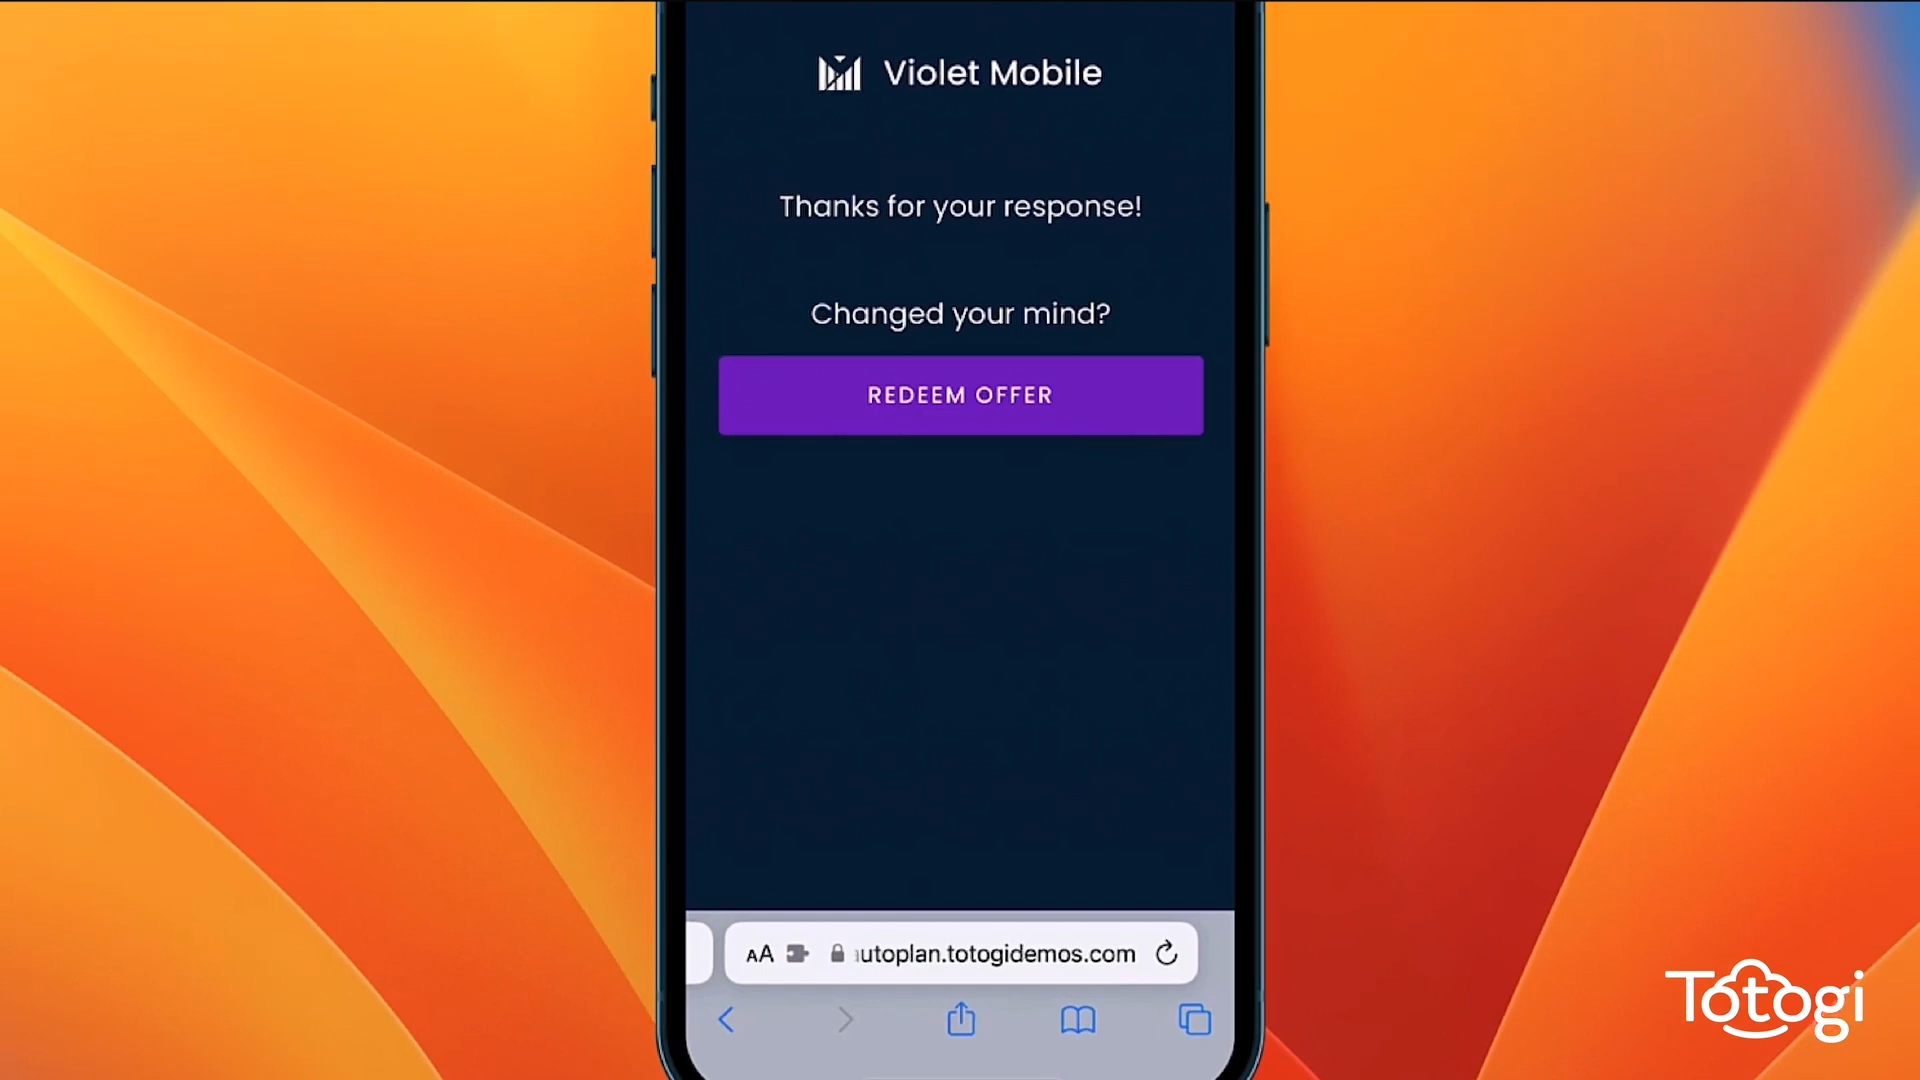 Violet Mobile
Thanks for your response!
Changed your mind?
REDEEM OFFER
AA
utoplan.totogidemos.com
Totogi